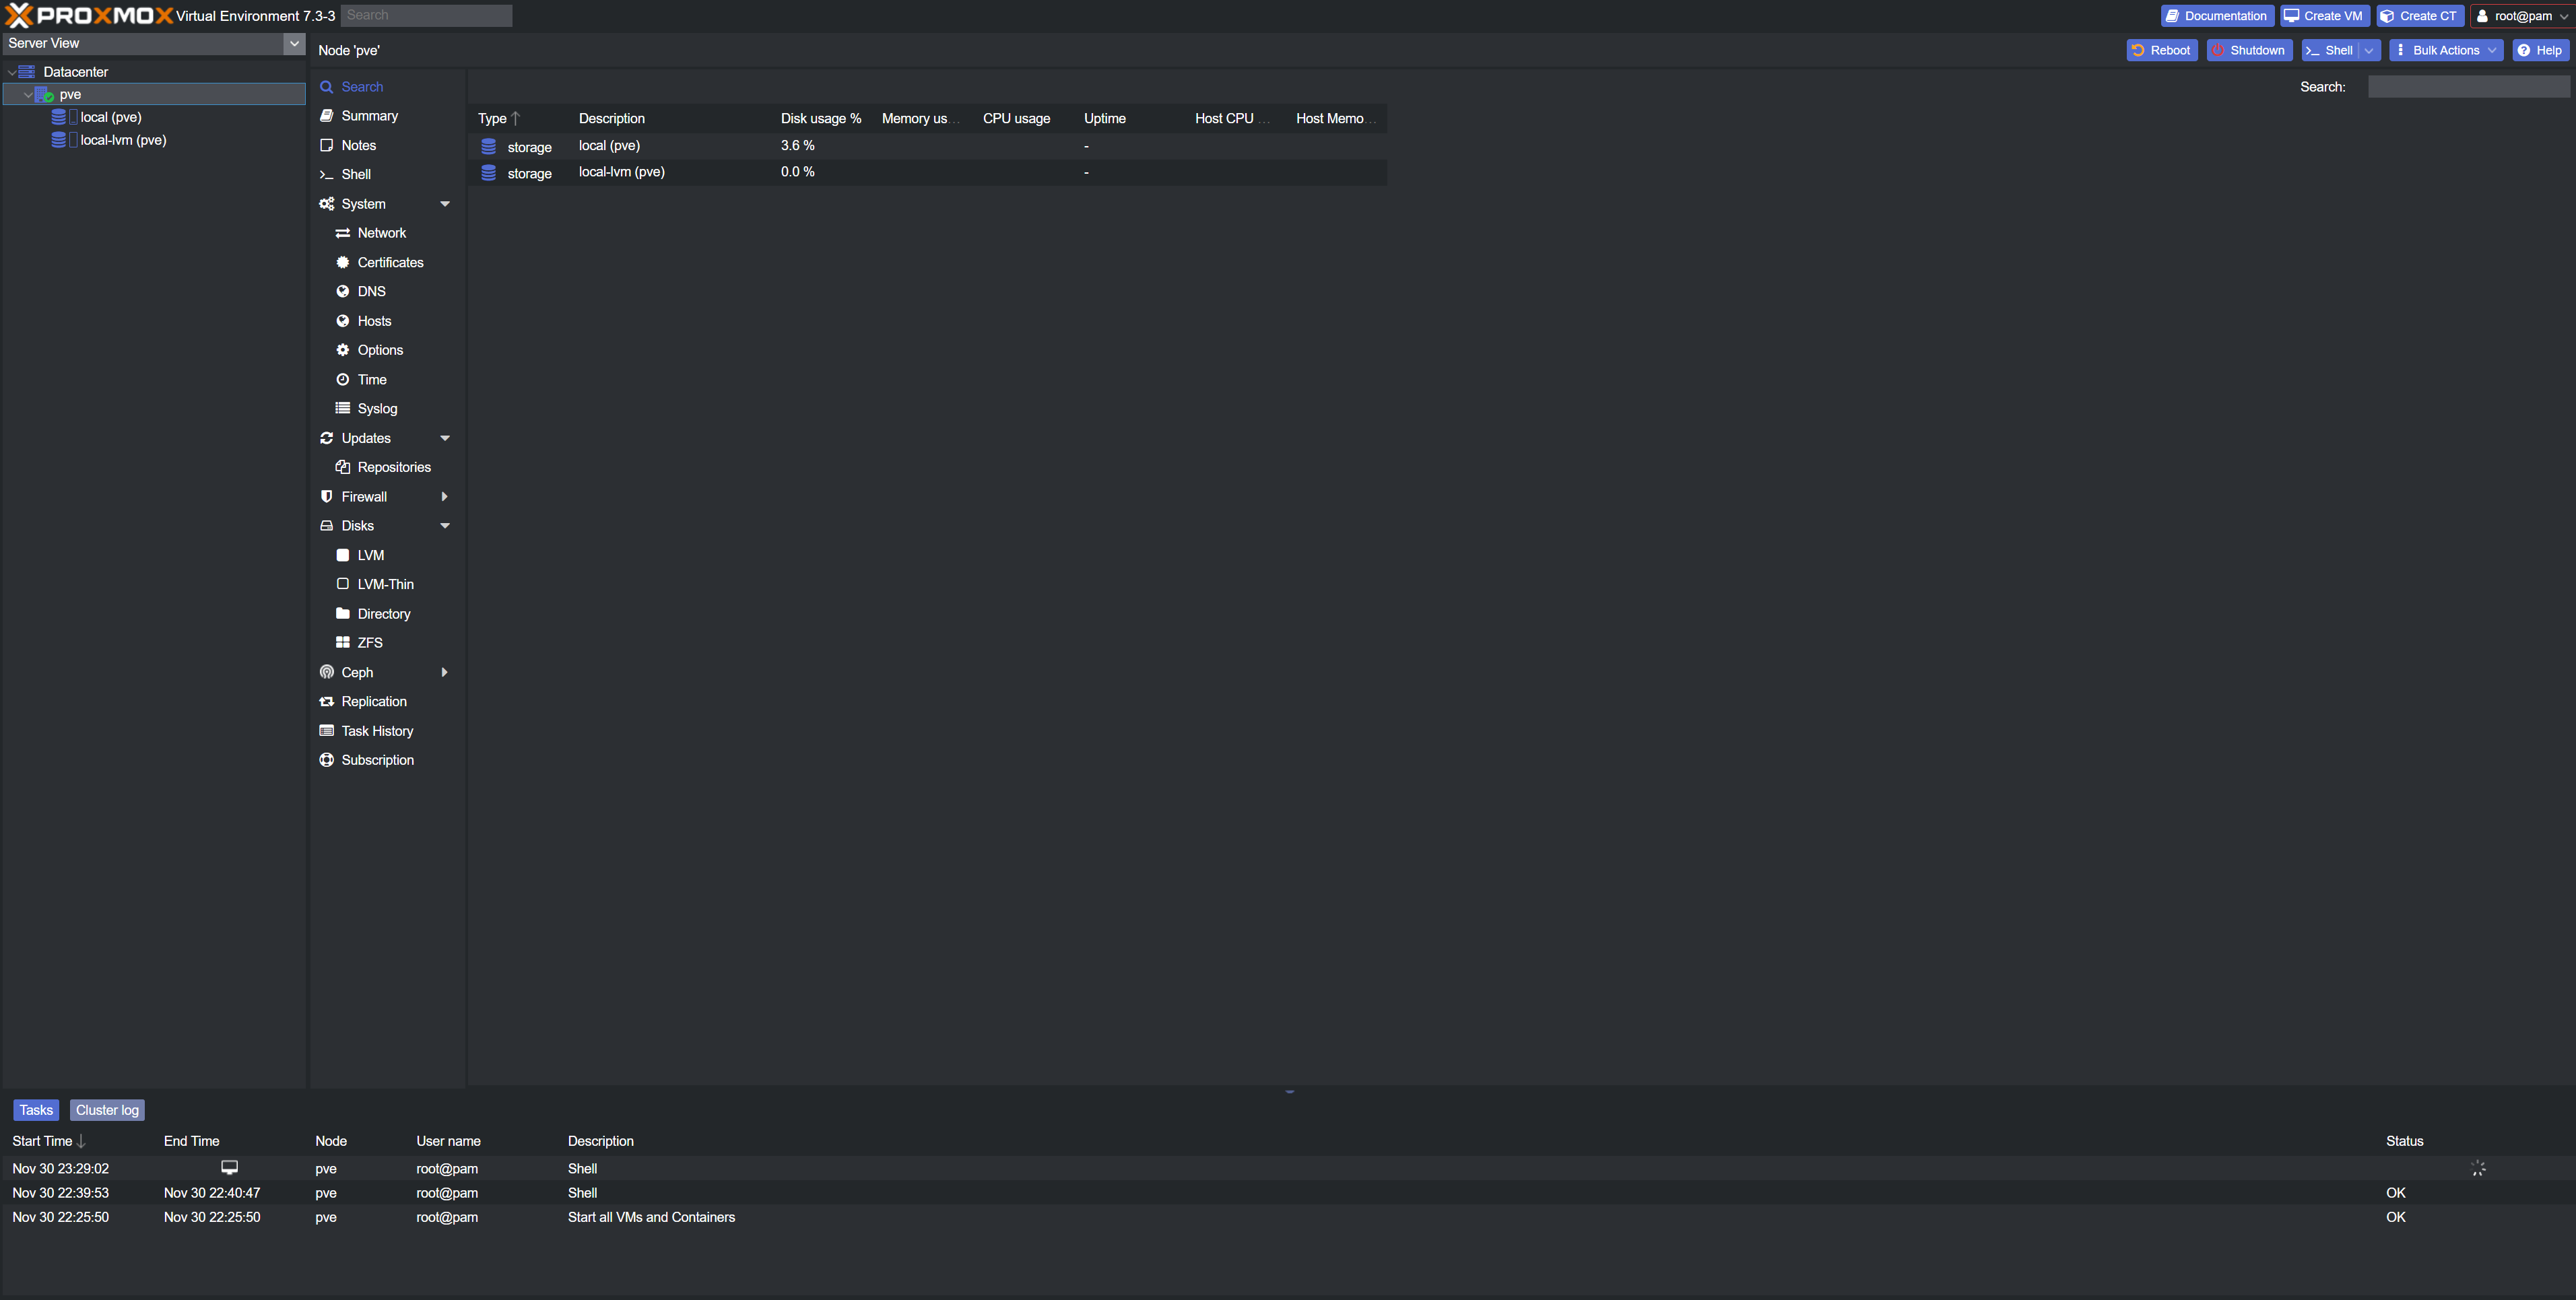 PROXMOX Virtual Environment 7.3-3 Search Documentation Create VM Create CT root@pam
Server View
Datacenter
pve
local (pve)
local-lvm (pve)
Node 'pve' Reboot Shutdown Shell Bulk Actions Help
Search
Summary
Notes
Shell
System
Network
Certificates
DNS
Hosts
Options
Time
Syslog
Updates
Repositories
Firewall
Disks
LVM
LVM-Thin
Directory
ZFS
Ceph
Replication
Task History
Subscription
Search:
Type Description Disk usage % Memory us... CPU usage Uptime Host CPU ... Host Memo...
storage local (pve) 3.6 % -
storage local-lvm (pve) 0.0 % -
Tasks Cluster log
Start Time End Time Node User name Description Status
Nov 30 23:29:02 pve root@pam Shell
Nov 30 22:39:53 Nov 30 22:40:47 pve root@pam Shell OK
Nov 30 22:25:50 Nov 30 22:25:50 pve root@pam Start all VMs and Containers OK